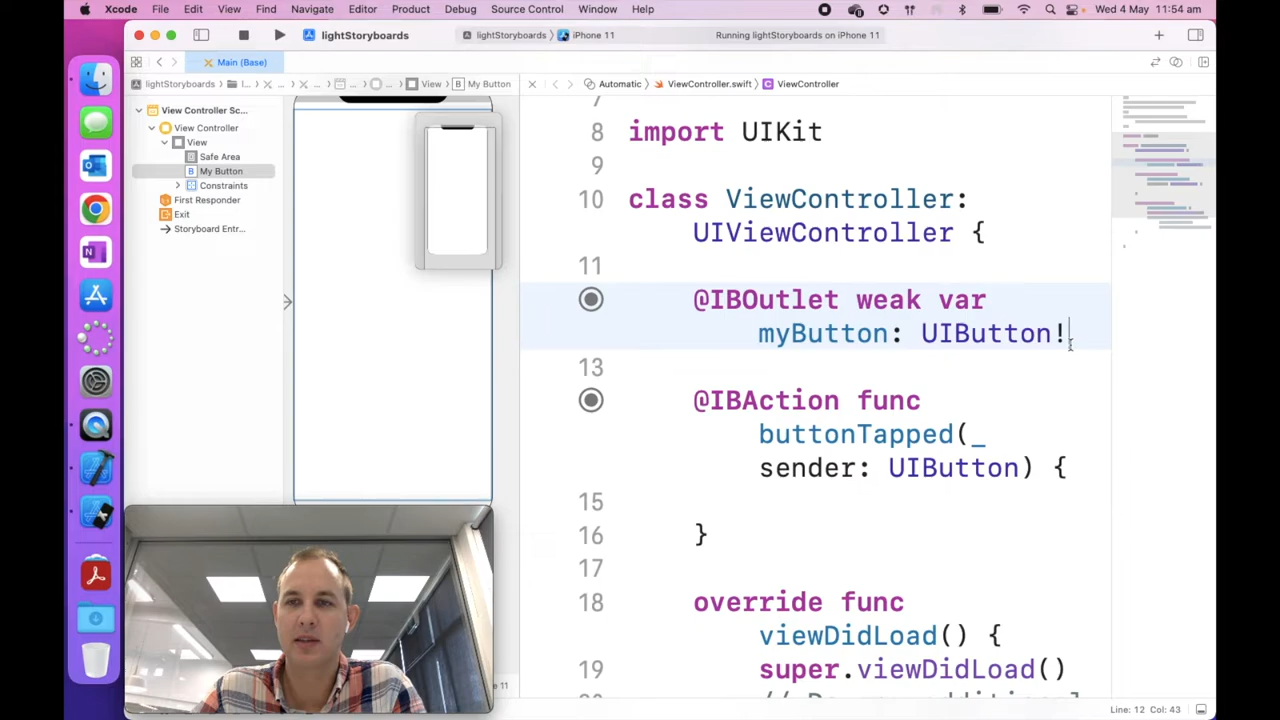 Xcode File Edit View Find Navigate Editor Product Debug Source Control Window Help Wed 4 May 11:54 am
lightStoryboards lightStoryboards iPhone 11 Running lightStoryboards on iPhone 11
Main (Base)
lightStoryboards I... ... ... ... View B My Button Automatic ViewController.swift C ViewController
View Controller Sc...
View Controller
View
Safe Area
B My Button
Constraints
First Responder
Exit
Storyboard Entr...
7
8 import UIKit
9
10 class ViewController:
UIViewController {
11
@IBOutlet weak var
myButton: UIButton!
13
@IBAction func
buttonTapped(_
sender: UIButton) {
15
16 }
17
18 override func
viewDidLoad() {
19 super.viewDidLoad()
Line: 12 Col: 43